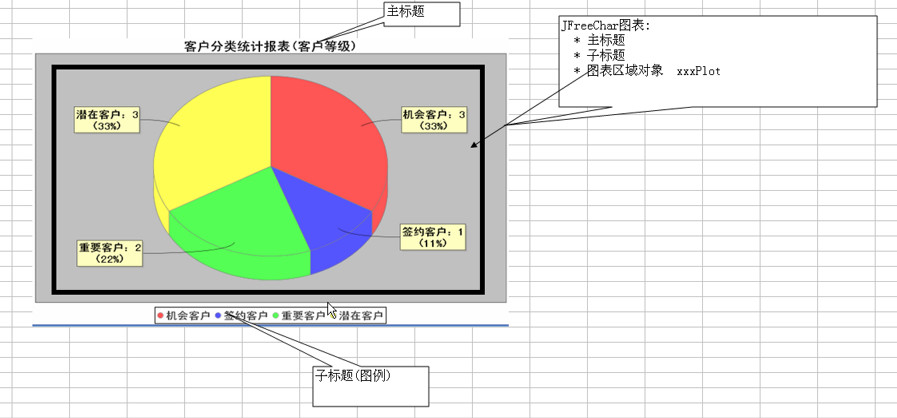 主标题
JFreeChar图表:
* 主标题
* 子标题
* 图表区域对象 xxxPlot
客户分类统计报表(客户等级)
潜在客户: 3
(33%)
机会客户: 3
(33%)
签约客户: 1
(11%)
重要客户: 2
(22%)
机会客户 签约客户 重要客户 潜在客户
子标题(图例)